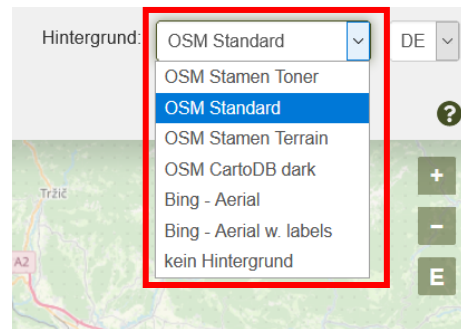 Hintergrund: OSM Standard DE
OSM Stamen Toner
OSM Standard
OSM Stamen Terrain
OSM CartoDB dark
Bing - Aerial
Bing - Aerial w. labels
kein Hintergrund
?
Tržič
+
-
A2
E